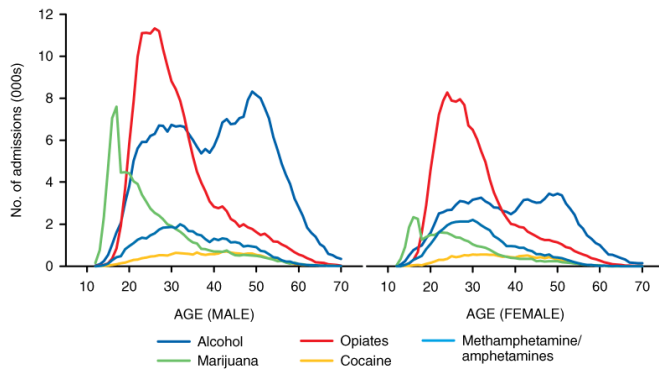 No. of admissions (000s)
12
10
8
6
4
2
0
10 20 30 40 50 60 70
10 20 30 40 50 60 70
AGE (MALE)
AGE (FEMALE)
Alcohol
Opiates
Methamphetamine/
amphetamines
Marijuana
Cocaine